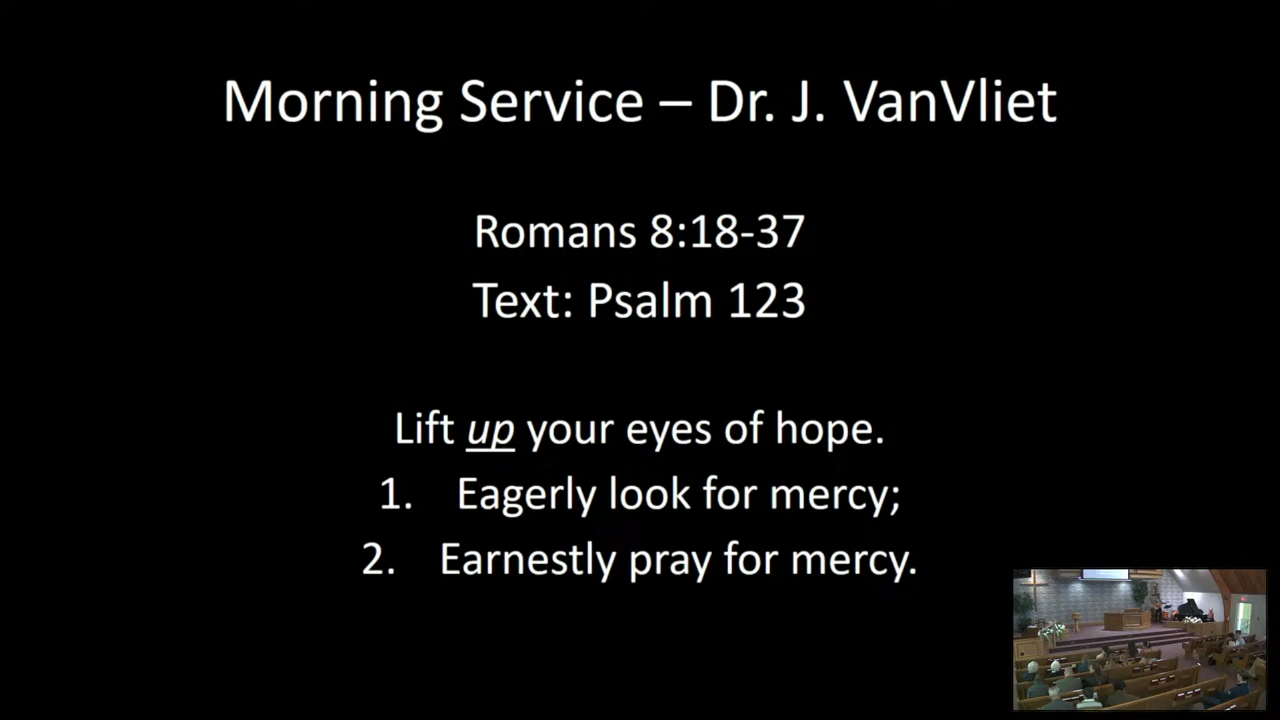 Morning Service – Dr. J. VanVliet
Romans 8:18-37
Text: Psalm 123
Lift up your eyes of hope.
1. Eagerly look for mercy;
2. Earnestly pray for mercy.